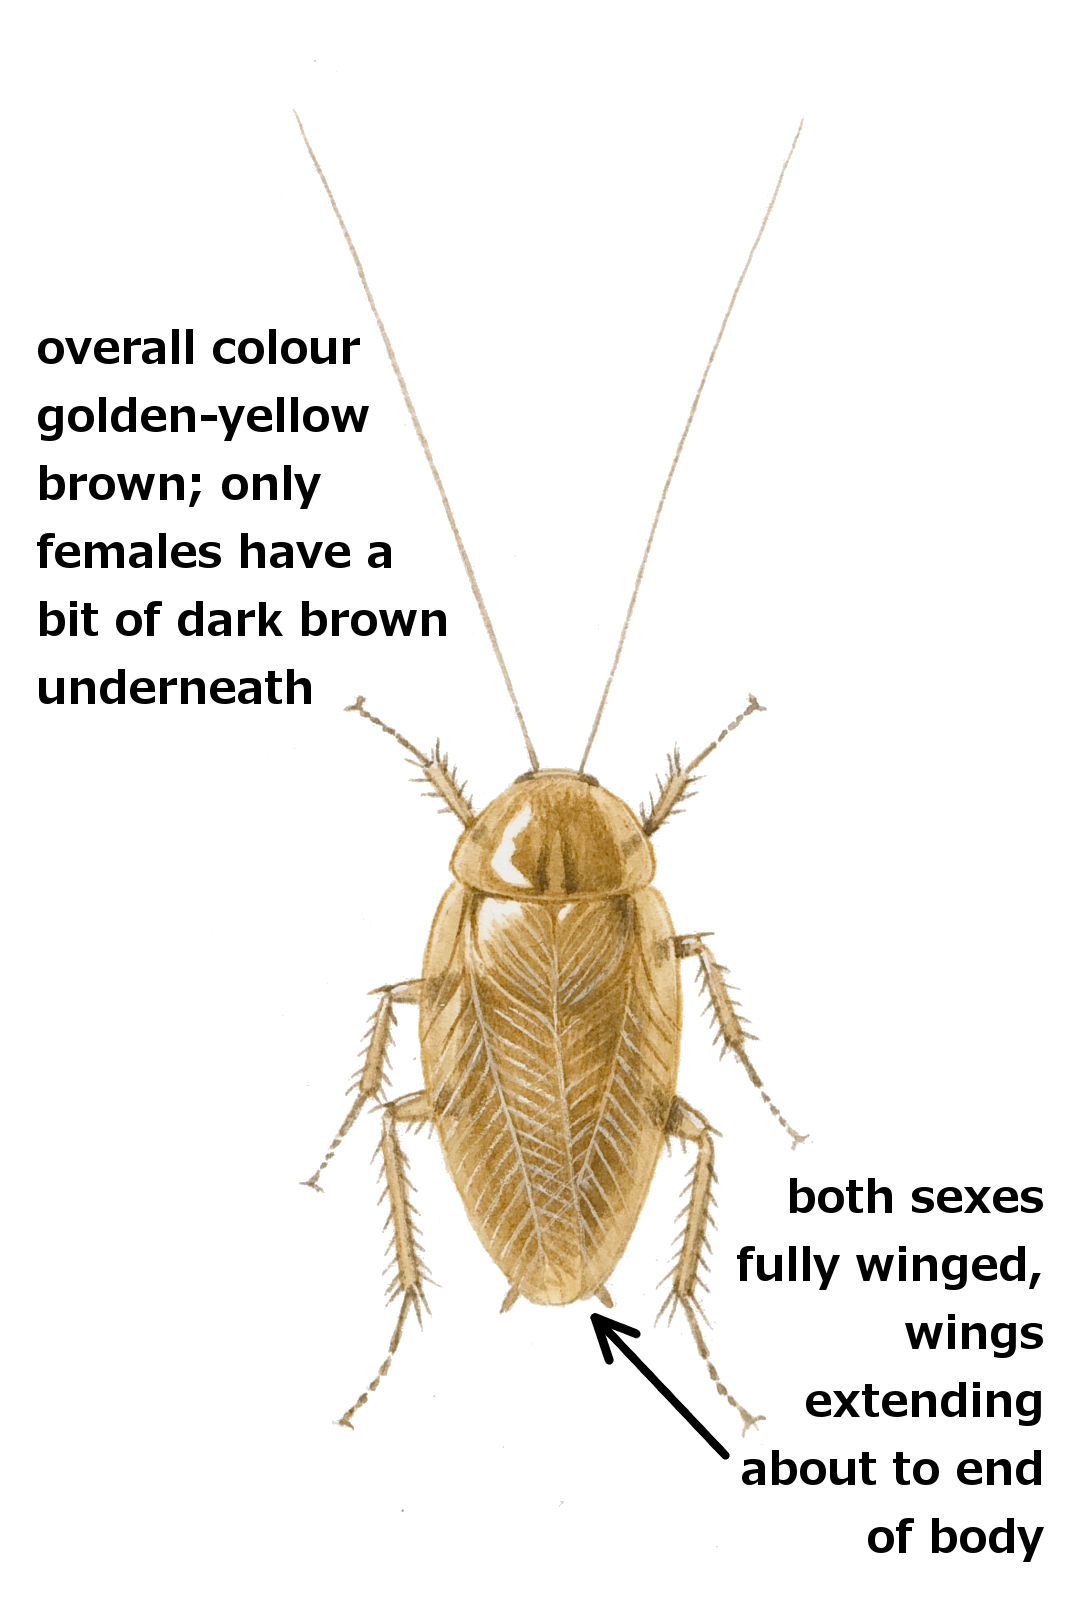 overall colour
golden-yellow
brown; only
females have a
bit of dark brown
underneath
both sexes
fully winged,
wings
extending
about to end
of body